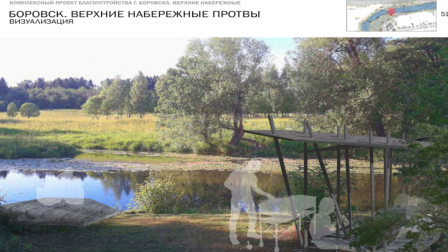 КОМПЛЕКСНЫЙ ПРОЕКТ БЛАГОУСТРОЙСТВА Г. БОРОВСКА. ВЕРХНИЕ НАБЕРЕЖНЫЕ
БОРОВСК. ВЕРХНИЕ НАБЕРЕЖНЫЕ ПРОТВЫ
ВИЗУАЛИЗАЦИЯ
51